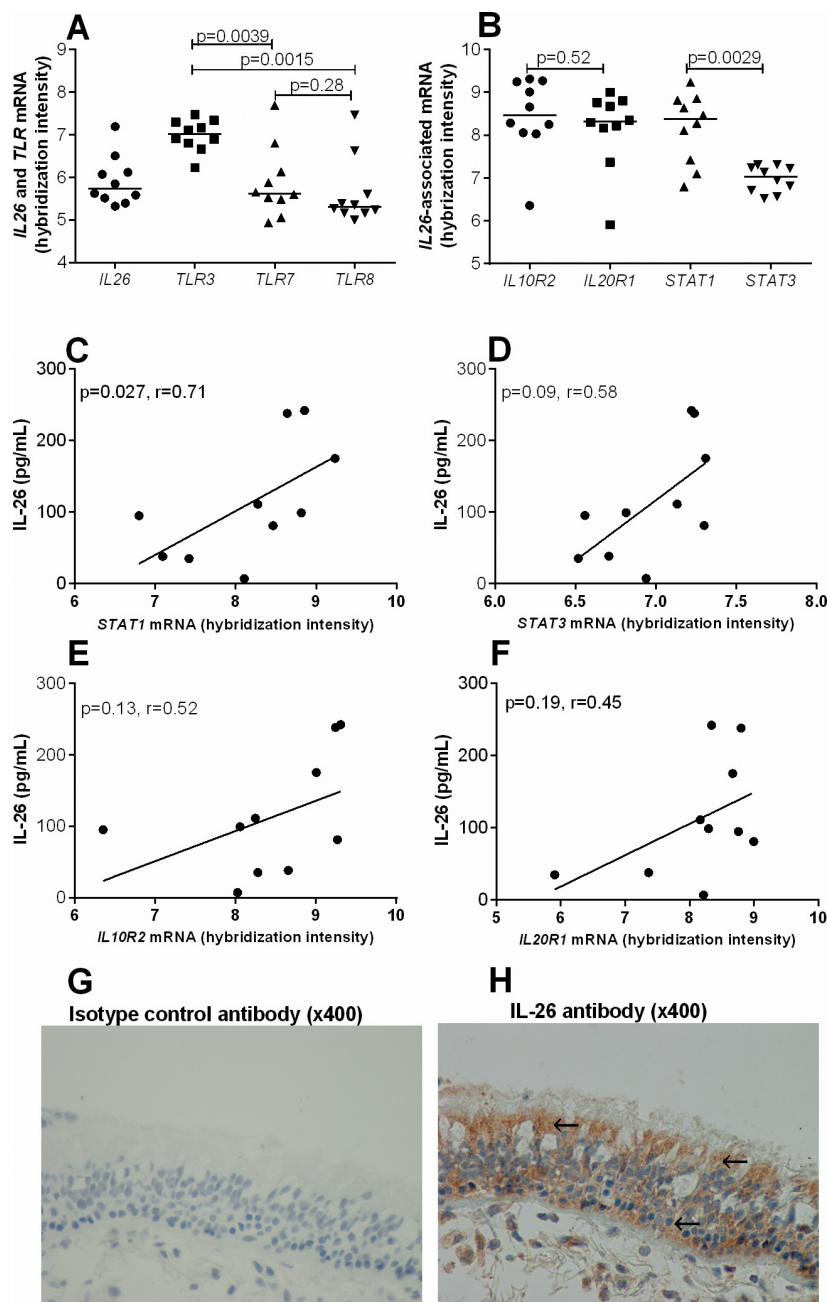 A
p=0.0039
p=0.0015
p=0.28
IL26 and TLR mRNA
(hybridization intensity)
9
8
7
6
5
4
IL26 TLR3 TLR7 TLR8
B
p=0.52 p=0.0029
IL26-associated mRNA
(hybrization intensity)
10
9
8
7
6
5
IL10R2 IL20R1 STAT1 STAT3
C
p=0.027, r=0.71
IL-26 (pg/mL)
300
200
100
0
6 7 8 9 10
STAT1 mRNA (hybridization intensity)
D
p=0.09, r=0.58
IL-26 (pg/mL)
300
200
100
0
6.0 6.5 7.0 7.5 8.0
STAT3 mRNA (hybridization intensity)
E
p=0.13, r=0.52
IL-26 (pg/mL)
300
200
100
0
6 7 8 9 10
IL10R2 mRNA (hybridization intensity)
F
p=0.19, r=0.45
IL-26 (pg/mL)
300
200
100
0
5 6 7 8 9 10
IL20R1 mRNA (hybridization intensity)
G
Isotype control antibody (x400)
H
IL-26 antibody (x400)